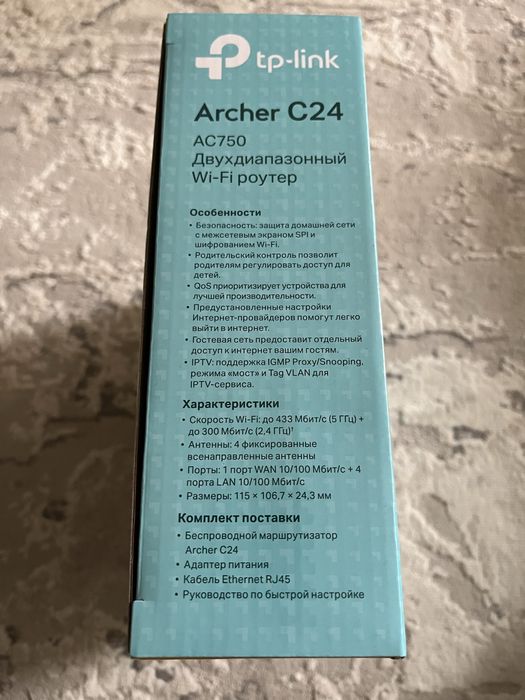 tp-link
Archer C24
AC750
Двухдиапазонный
Wi-Fi роутер
Особенности
• Безопасность: защита домашней сети
с межсетевым экраном SPI и
шифрованием Wi-Fi.
• Родительский контроль позволит
родителям регулировать доступ для
детей.
• QoS приоритизирует устройства для
лучшей производительности.
• Предустановленные настройки
Интернет-провайдеров помогут легко
выйти в интернет.
• Гостевая сеть предоставит отдельный
доступ к интернет вашим гостям.
• IPTV: поддержка IGMP Proxy/Snooping,
режима «мост» и Tag VLAN для
IPTV-сервиса.
Характеристики
• Скорость Wi-Fi: до 433 Мбит/с (5 ГГц) +
до 300 Мбит/с (2,4 ГГц)†
• Антенны: 4 фиксированные
всенаправленные антенны
• Порты: 1 порт WAN 10/100 Мбит/с + 4
порта LAN 10/100 Мбит/с
• Размеры: 115 × 106,7 × 24,3 мм
Комплект поставки
• Беспроводной маршрутизатор
Archer C24
• Адаптер питания
• Кабель Ethernet RJ45
• Руководство по быстрой настройке